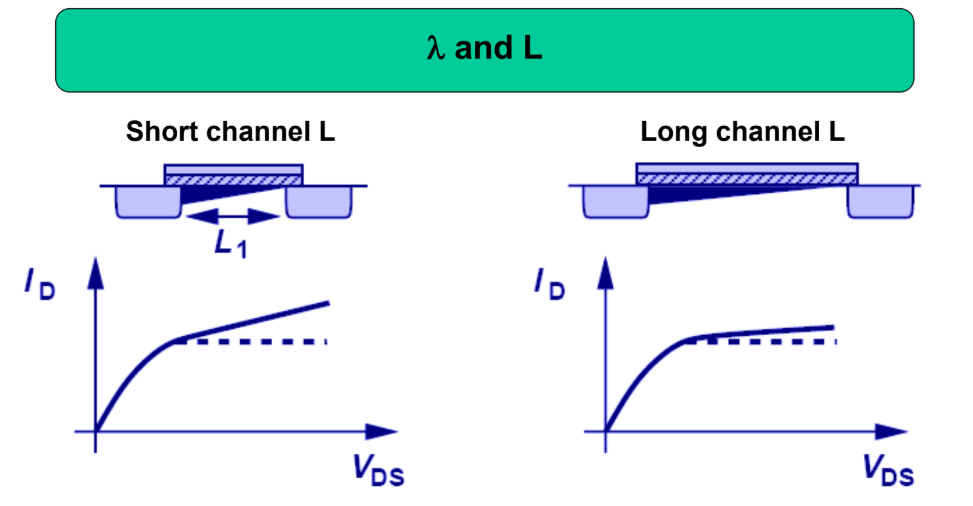 λ and L
Short channel L
Long channel L
L1
ID
ID
VDS
VDS